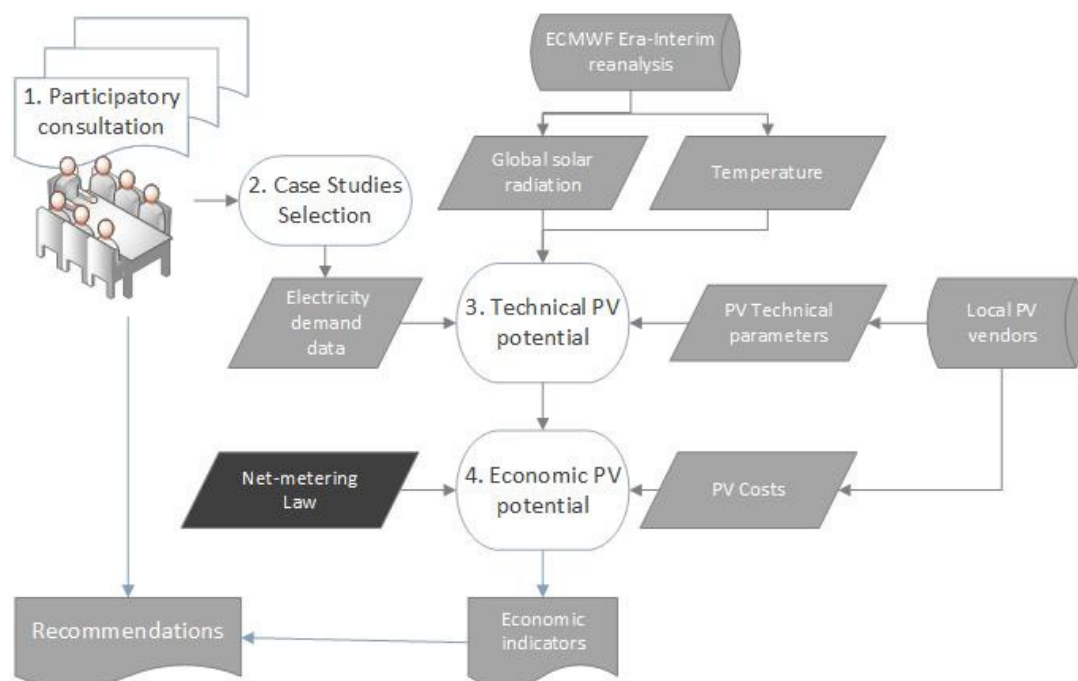 ECMWF Era-Interim
reanalysis
1. Participatory
consultation
Global solar
radiation
Temperature
2. Case Studies
Selection
Electricity
demand
data
3. Technical PV
potential
PV Technical
parameters
Local PV
vendors
Net-metering
Law
4. Economic PV
potential
PV Costs
Recommendations
Economic
indicators